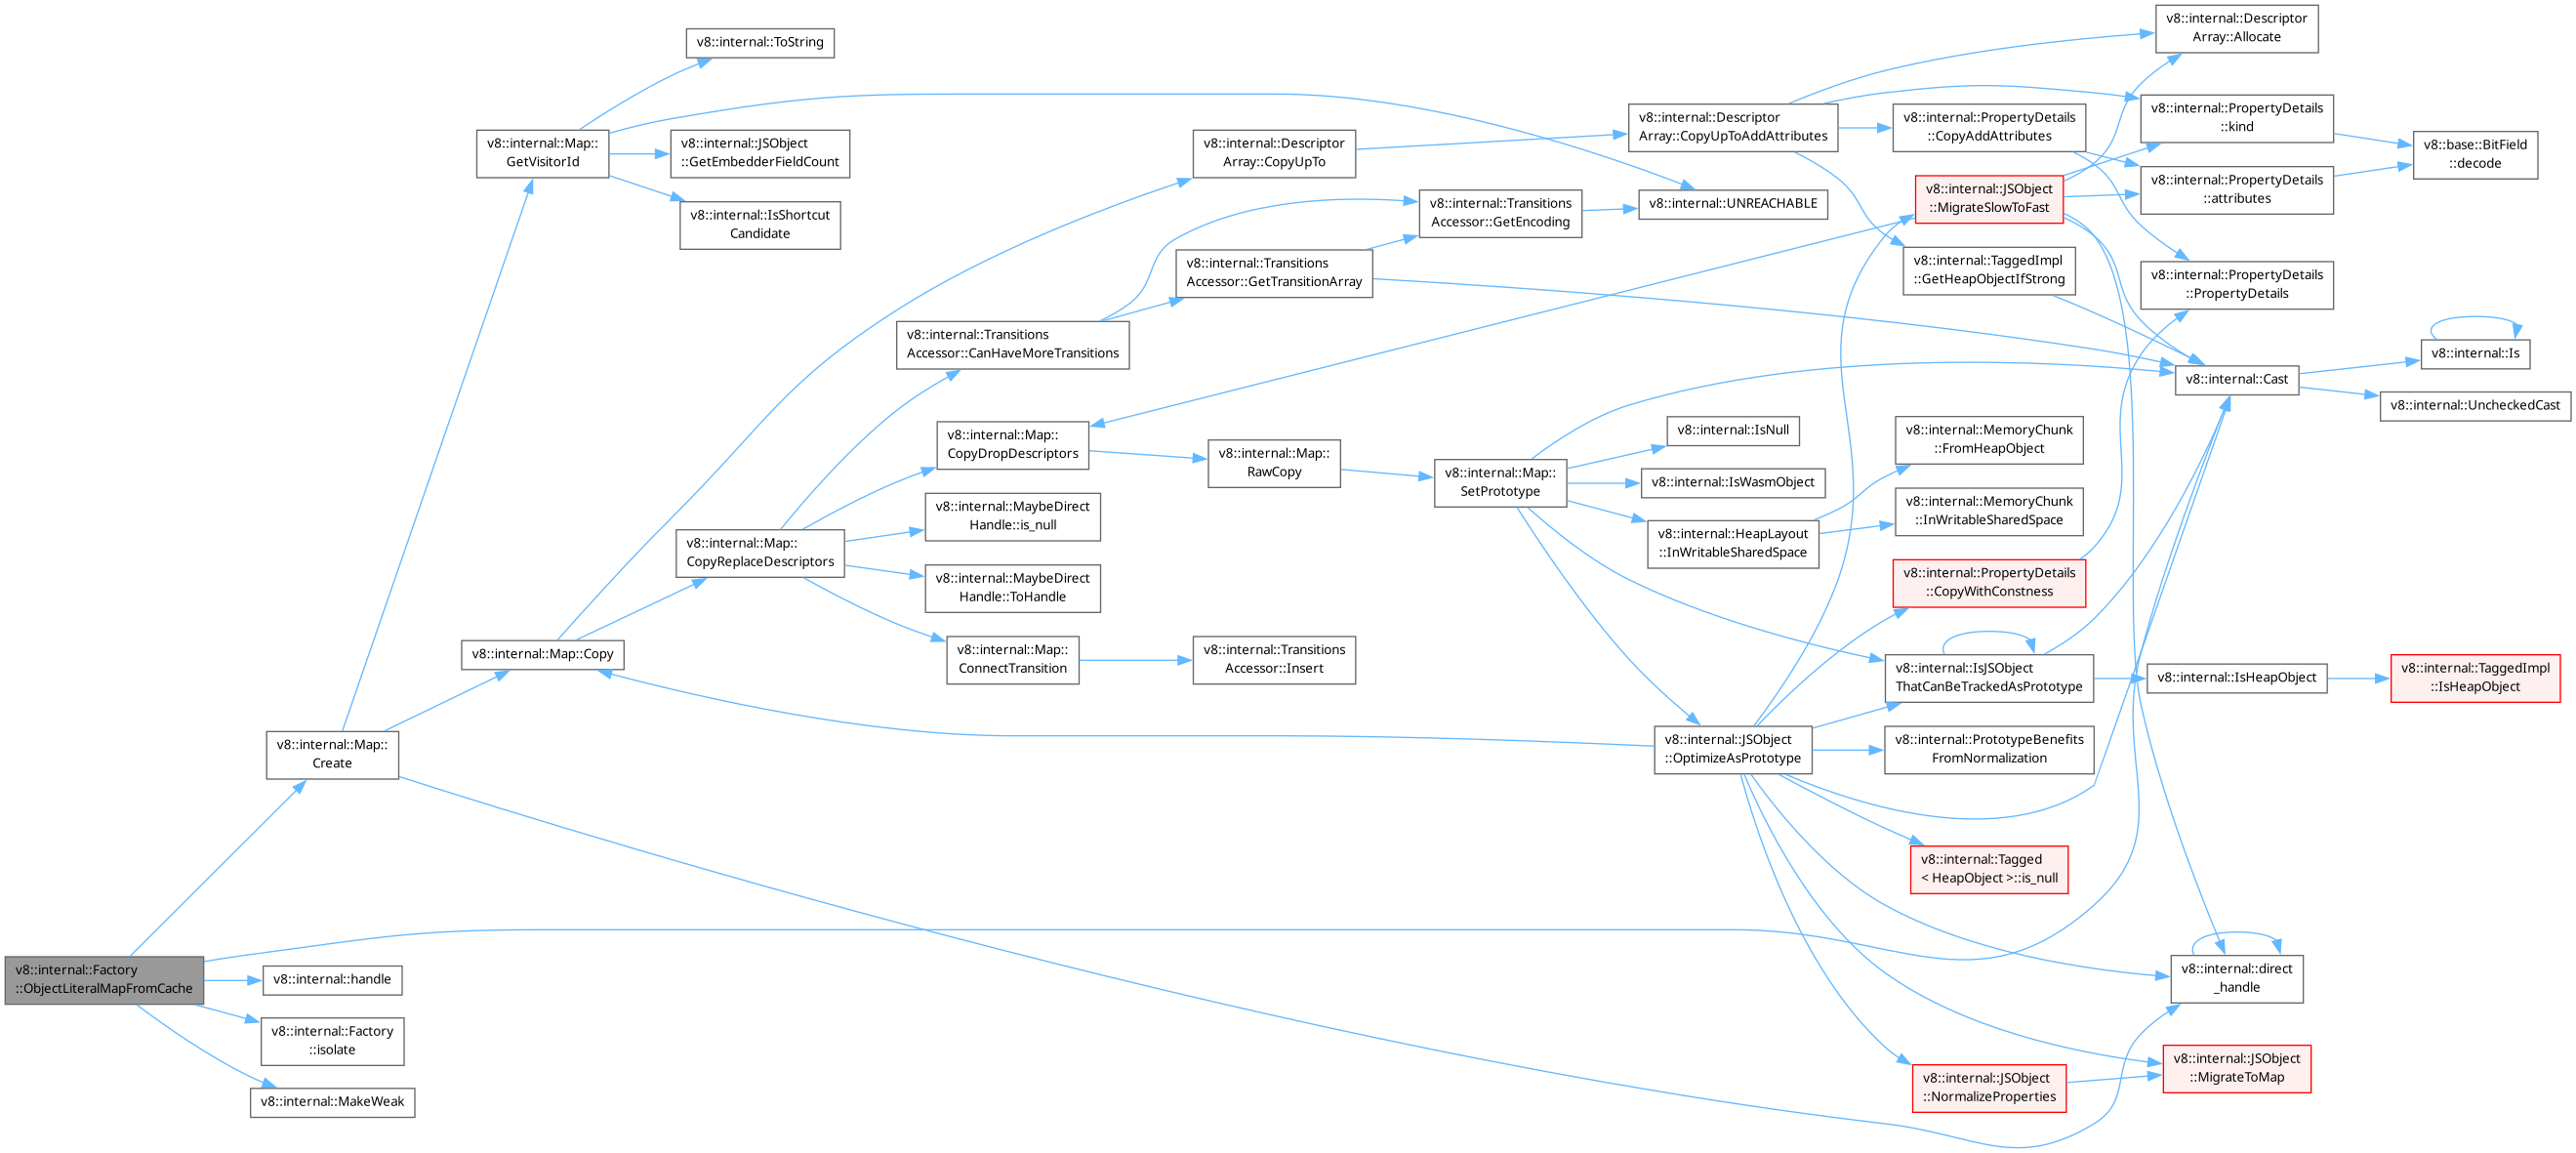 v8::internal::Factory
::ObjectLiteralMapFromCache
v8::internal::Map::
Create
v8::internal::handle
v8::internal::Factory
::isolate
v8::internal::MakeWeak
v8::internal::Map::
GetVisitorId
v8::internal::Map::Copy
v8::internal::ToString
v8::internal::JSObject
::GetEmbedderFieldCount
v8::internal::IsShortcut
Candidate
v8::internal::Map::
CopyReplaceDescriptors
v8::internal::Transitions
Accessor::CanHaveMoreTransitions
v8::internal::Map::
CopyDropDescriptors
v8::internal::MaybeDirect
Handle::is_null
v8::internal::MaybeDirect
Handle::ToHandle
v8::internal::Map::
ConnectTransition
v8::internal::Descriptor
Array::CopyUpTo
v8::internal::Transitions
Accessor::GetTransitionArray
v8::internal::Map::
RawCopy
v8::internal::Transitions
Accessor::Insert
v8::internal::Transitions
Accessor::GetEncoding
v8::internal::Map::
SetPrototype
v8::internal::Descriptor
Array::CopyUpToAddAttributes
v8::internal::UNREACHABLE
v8::internal::IsNull
v8::internal::IsWasmObject
v8::internal::HeapLayout
::InWritableSharedSpace
v8::internal::JSObject
::OptimizeAsPrototype
v8::internal::PropertyDetails
::CopyAddAttributes
v8::internal::JSObject
::MigrateSlowToFast
v8::internal::TaggedImpl
::GetHeapObjectIfStrong
v8::internal::MemoryChunk
::FromHeapObject
v8::internal::MemoryChunk
::InWritableSharedSpace
v8::internal::PropertyDetails
::CopyWithConstness
v8::internal::IsJSObject
ThatCanBeTrackedAsPrototype
v8::internal::PrototypeBenefits
FromNormalization
v8::internal::Tagged
< HeapObject >::is_null
v8::internal::JSObject
::NormalizeProperties
v8::internal::Descriptor
Array::Allocate
v8::internal::PropertyDetails
::kind
v8::internal::PropertyDetails
::attributes
v8::internal::PropertyDetails
::PropertyDetails
v8::internal::Cast
v8::internal::IsHeapObject
v8::internal::direct
_handle
v8::internal::JSObject
::MigrateToMap
v8::base::BitField
::decode
v8::internal::Is
v8::internal::UncheckedCast
v8::internal::TaggedImpl
::IsHeapObject